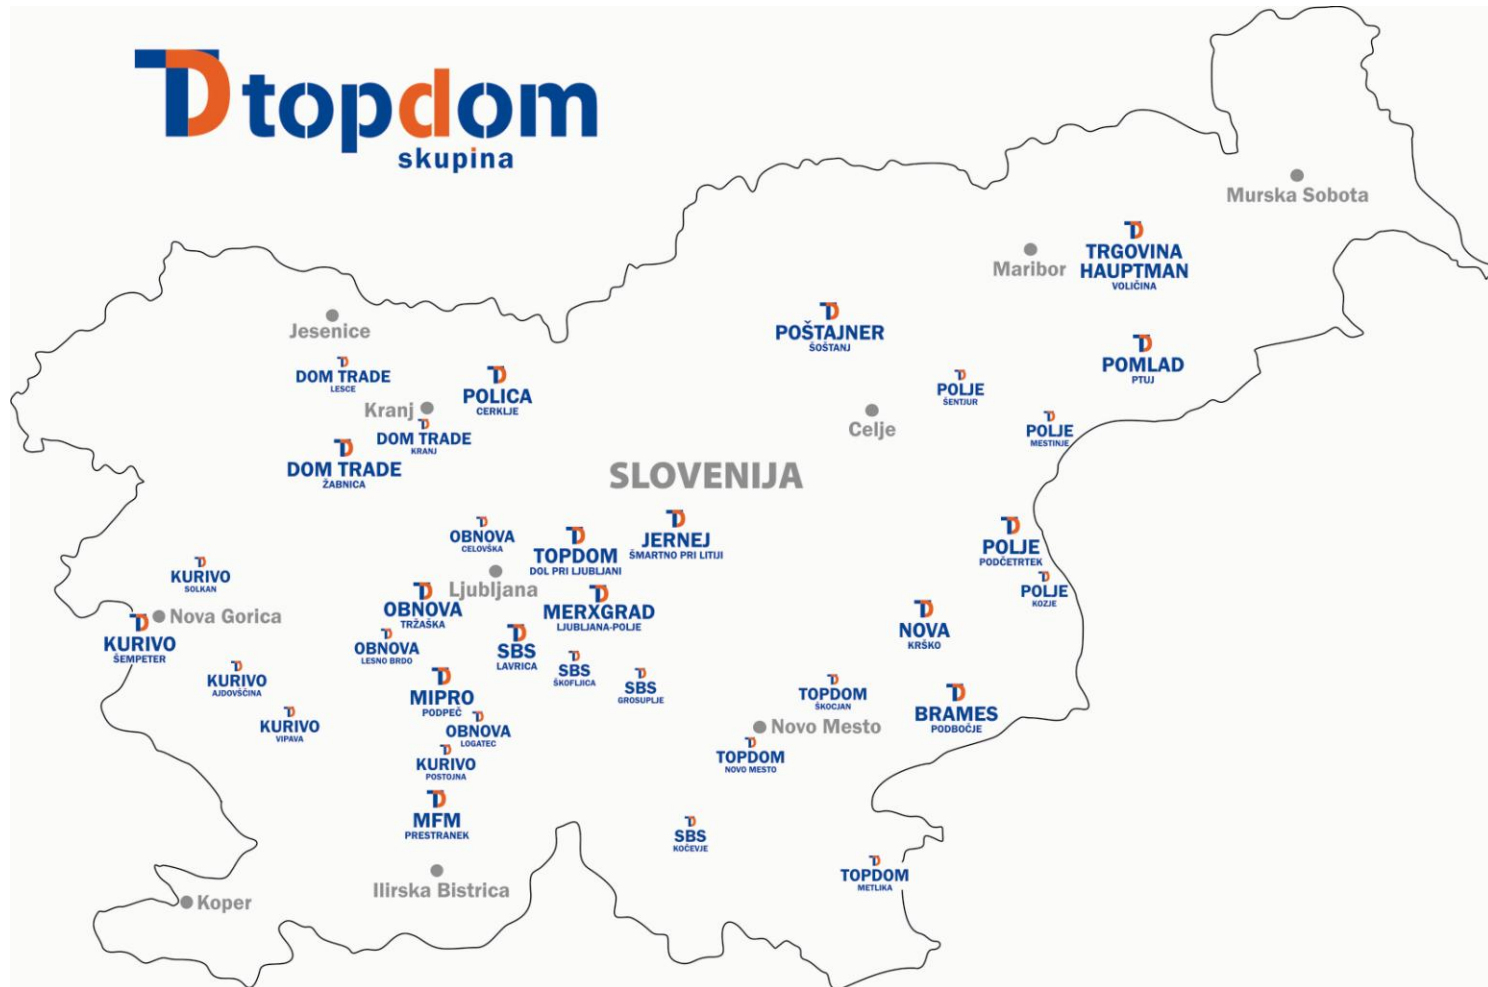 topdom
skupina
Murska Sobota
TRGOVINA
HAUPTMAN
VOLIČINA
Maribor
Jesenice
POŠTAJNER
ŠOŠTANJ
POMLAD
PTUJ
DOM TRADE
LESCE
POLICA
CERKLJE
POLJE
ŠENTJUR
Kranj
DOM TRADE
KRANJ
Celje
POLJE
MESTINJE
DOM TRADE
ŽABNICA
SLOVENIJA
OBNOVA
CELOVŠKA
TOPDOM
DOL PRI LJUBLJANI
JERNEJ
ŠMARTNO PRI LITIJI
POLJE
PODČETRTEK
KURIVO
SOLKAN
Ljubljana
POLJE
KOZJE
OBNOVA
TRŽAŠKA
MERXGRAD
LJUBLJANA-POLJE
Nova Gorica
KURIVO
ŠEMPETER
NOVA
KRŠKO
OBNOVA
LESNO BRDO
SBS
LAVRICA
SBS
ŠKOFLJICA
SBS
GROSUPLJE
KURIVO
AJDOVŠČINA
MIPRO
PODPEČ
TOPDOM
ŠKOCJAN
BRAMES
PODBOČJE
KURIVO
VIPAVA
OBNOVA
LOGATEC
Novo Mesto
TOPDOM
NOVO MESTO
KURIVO
POSTOJNA
MFM
PRESTRANEK
SBS
KOČEVJE
TOPDOM
METLIKA
Ilirska Bistrica
Koper